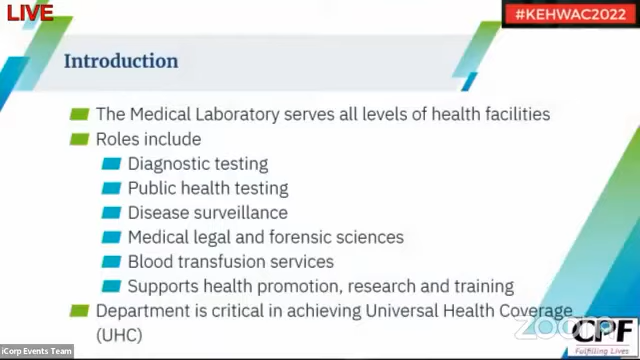 LIVE
#KEHWAC2022
Introduction
The Medical Laboratory serves all levels of health facilities
Roles include
Diagnostic testing
Public health testing
Disease surveillance
Medical legal and forensic sciences
Blood transfusion services
Supports health promotion, research and training
Department is critical in achieving Universal Health Coverage
(UHC)
zoom
CPF
Fulfilling Lives
iCorp Events Team